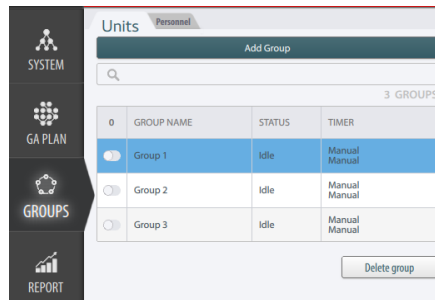 Units
Personnel
Add Group
SYSTEM
3 GROUPS
0 GROUP NAME STATUS TIMER
GA PLAN
Group 1 Idle Manual
Manual
Group 2 Idle Manual
Manual
GROUPS
Group 3 Idle Manual
Manual
Delete group
REPORT